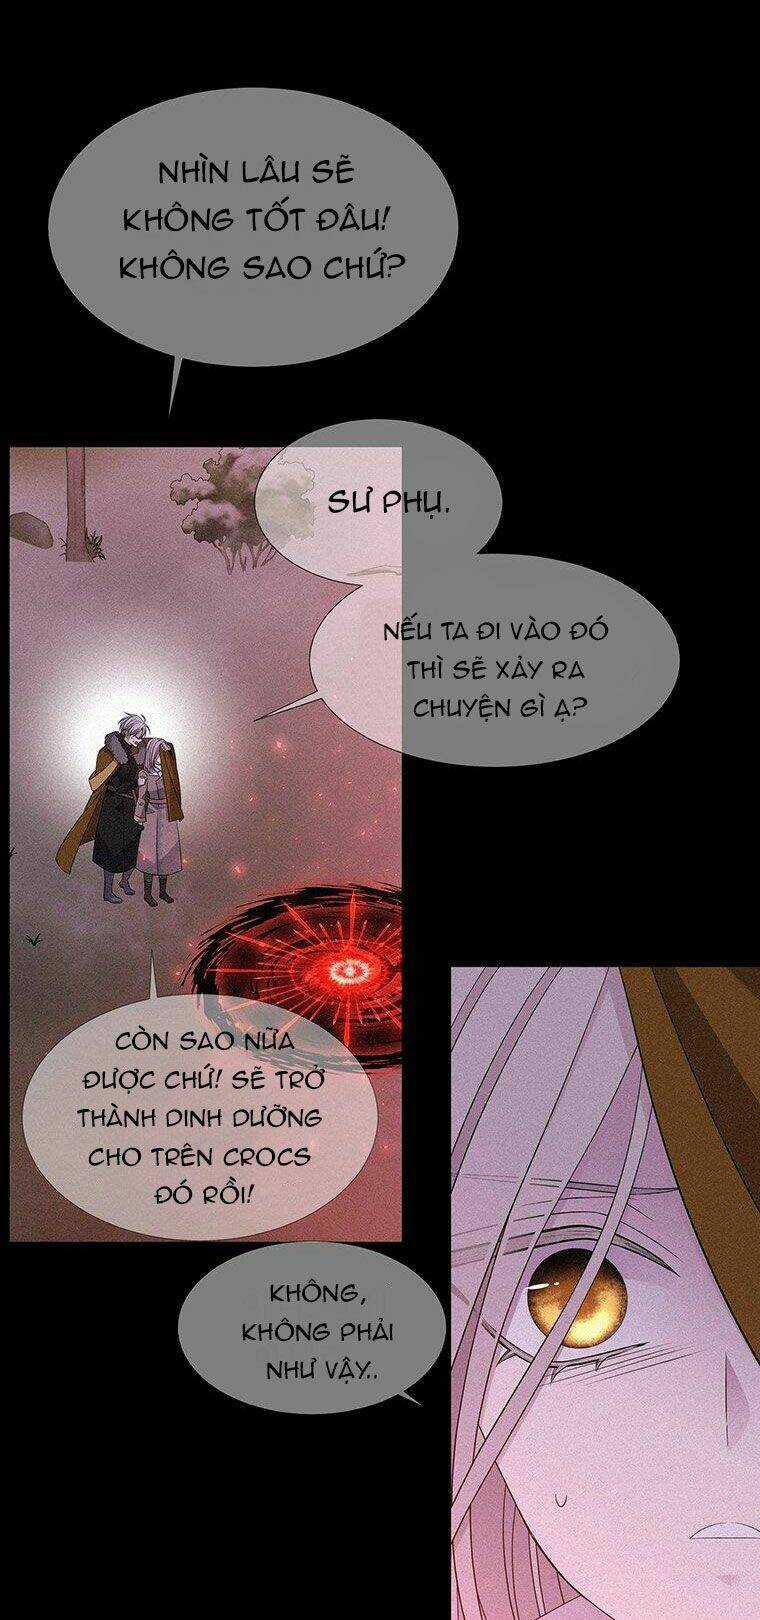 NHÌN LÂU SẼ
KHÔNG TỐT ĐÂU!
KHÔNG SAO CHỨ?
SƯ PHỤ.
NẾU TA ĐI VÀO ĐÓ
THÌ SẼ XẢY RA
CHUYỆN GÌ Ạ?
CÒN SAO NỮA
ĐƯỢC CHỨ! SẼ TRỞ
THÀNH DINH DƯỠNG
CHO TRÊN CROCS
ĐÓ RỒI!
KHÔNG,
KHÔNG PHẢI
NHƯ VẬY..